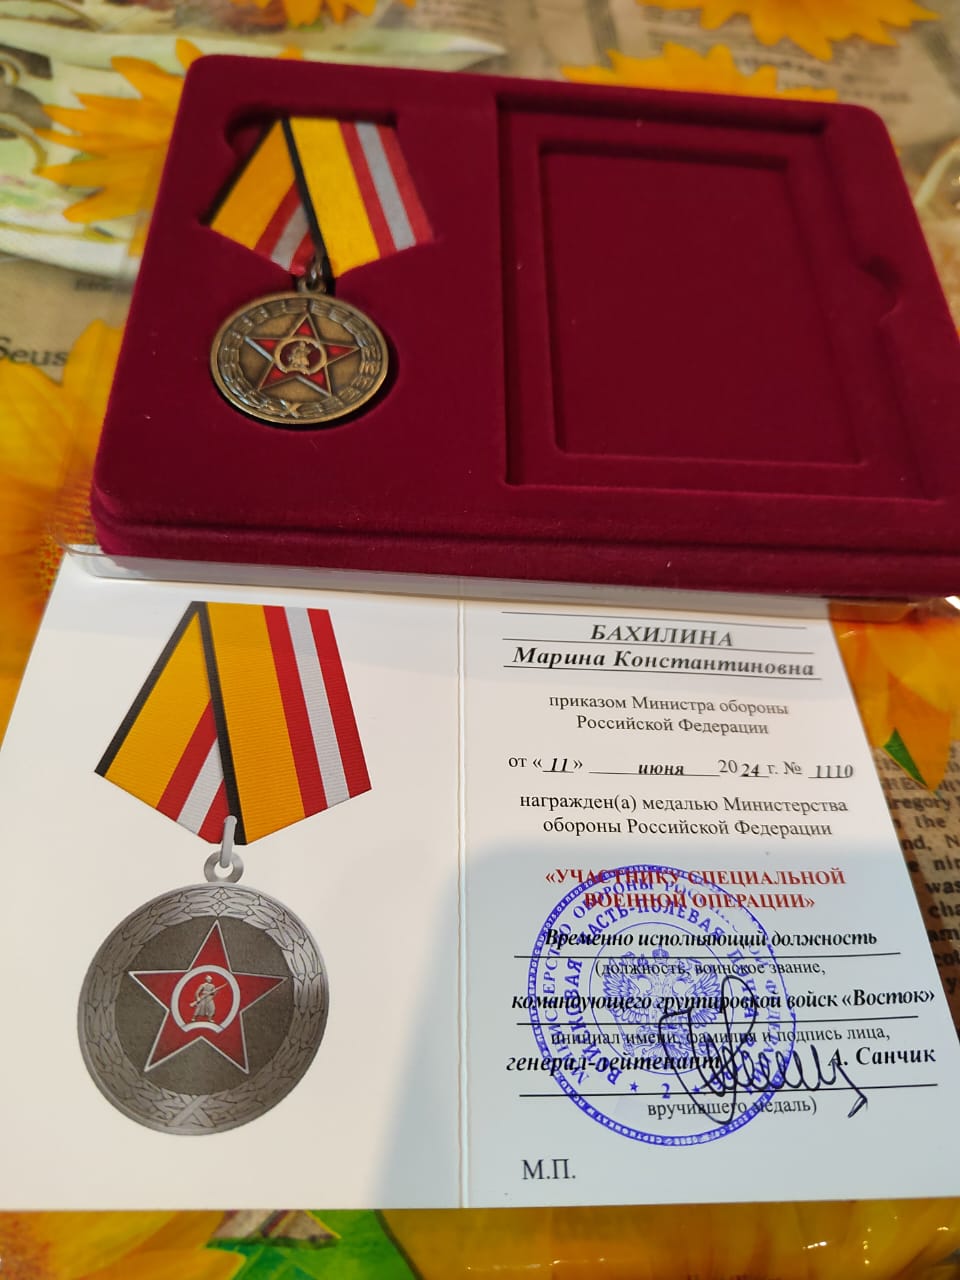 БАХИЛИНА
Марина Константиновна
приказом Министра обороны
Российской Федерации
от « 11 » июня 2024 г. № 1110
награжден(а) медалью Министерства
обороны Российской Федерации
«УЧАСТНИКУ СПЕЦИАЛЬНОЙ
ВОЕННОЙ ОПЕРАЦИИ»
Временно исполняющий должность
(должность, воинское звание,
командующего группировкой войск «Восток»
инициал имени, фамилия и подпись лица,
генерал-лейтенант А. Санчик
вручившего медаль)
М.П.